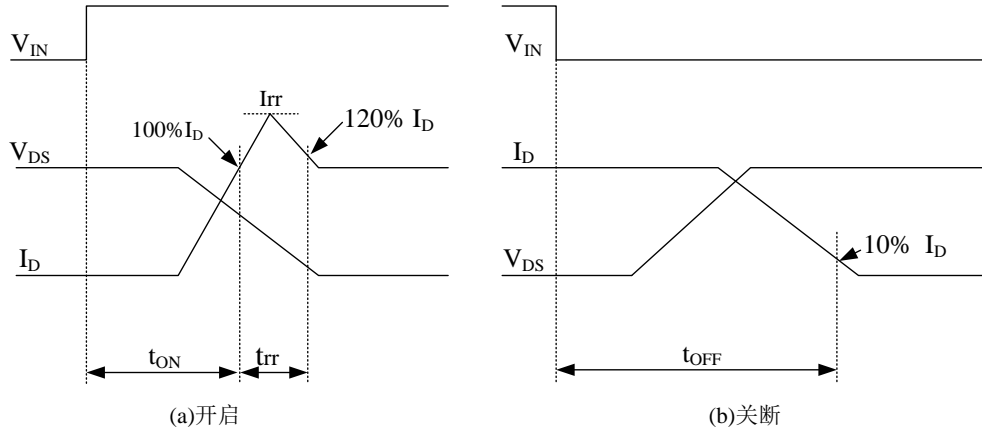 V_IN
Irr
100%I_D
120% I_D
V_DS
I_D
t_ON
trr
(a)开启
V_IN
I_D
V_DS
10% I_D
t_OFF
(b)关断